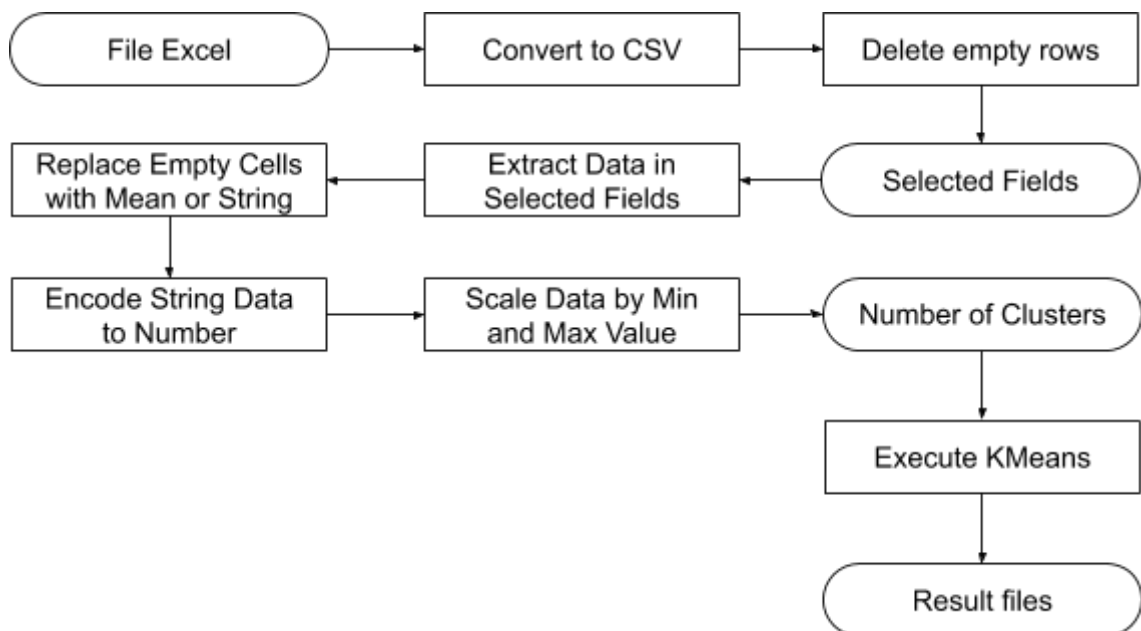 File Excel
Convert to CSV
Delete empty rows
Selected Fields
Extract Data in
Selected Fields
Replace Empty Cells
with Mean or String
Encode String Data
to Number
Scale Data by Min
and Max Value
Number of Clusters
Execute KMeans
Result files